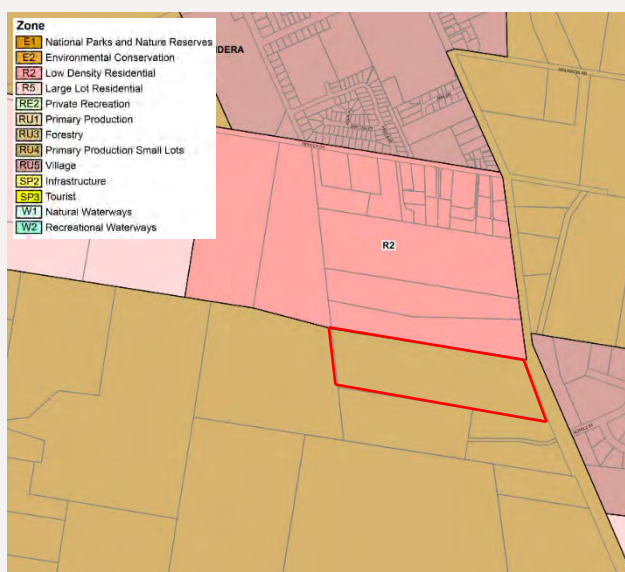 Zone
E1 National Parks and Nature Reserves
E2 Environmental Conservation
R2 Low Density Residential
R5 Large Lot Residential
RE2 Private Recreation
RU1 Primary Production
RU3 Forestry
RU4 Primary Production Small Lots
RU5 Village
SP2 Infrastructure
SP3 Tourist
W1 Natural Waterways
W2 Recreational Waterways
DERA
R2